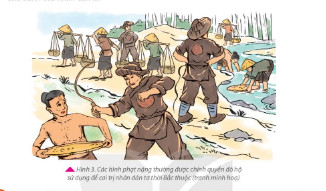 ▲ Hình 3. Các hình phạt nặng thường được chính quyền đô hộ
sử dụng để cai trị nhân dân ta thời Bắc thuộc (tranh minh hoạ)